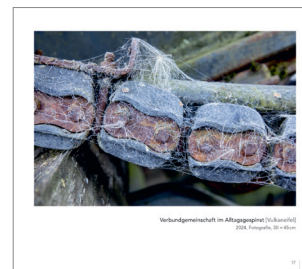 Verbundgemeinschaft im Alltagsgespinst [Vulkaneifel]
2024, Fotografie, 30 × 45cm
17